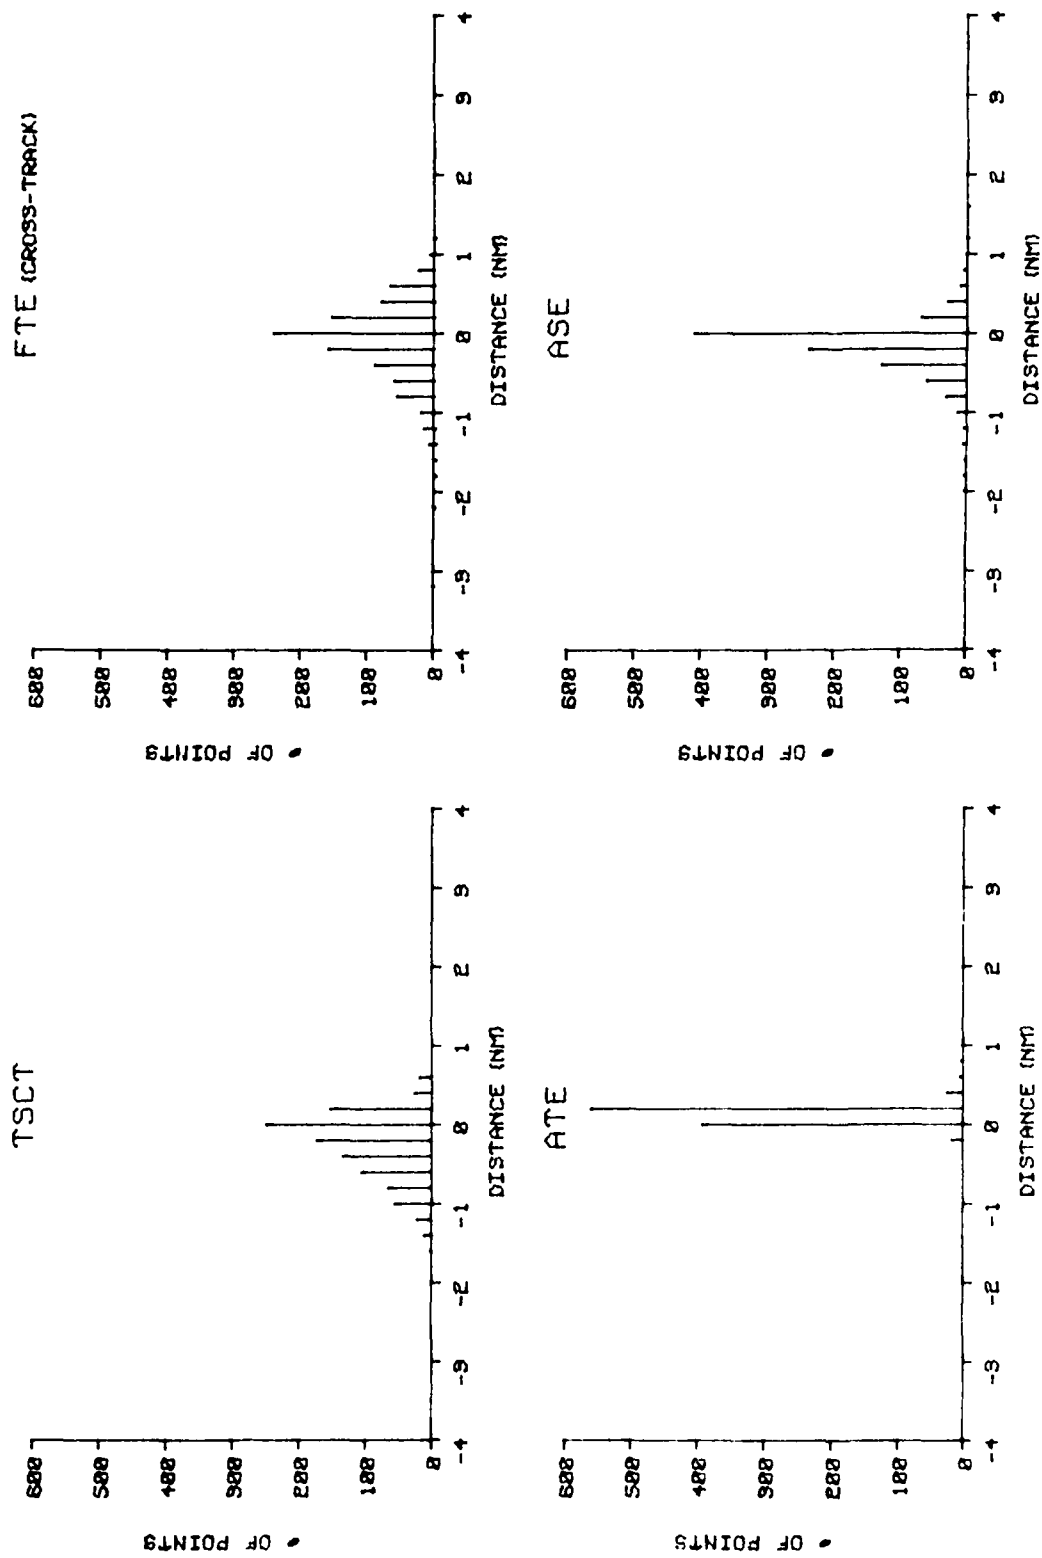 TSCT
# OF POINTS
600
500
400
300
200
100
0
-4 -3 -2 -1 0 1 2 3 4
DISTANCE (NM)
FTE (CROSS-TRACK)
# OF POINTS
600
500
400
300
200
100
0
-4 -3 -2 -1 0 1 2 3 4
DISTANCE (NM)
ATE
# OF POINTS
600
500
400
300
200
100
0
-4 -3 -2 -1 0 1 2 3 4
DISTANCE (NM)
ASE
# OF POINTS
600
500
400
300
200
100
0
-4 -3 -2 -1 0 1 2 3 4
DISTANCE (NM)